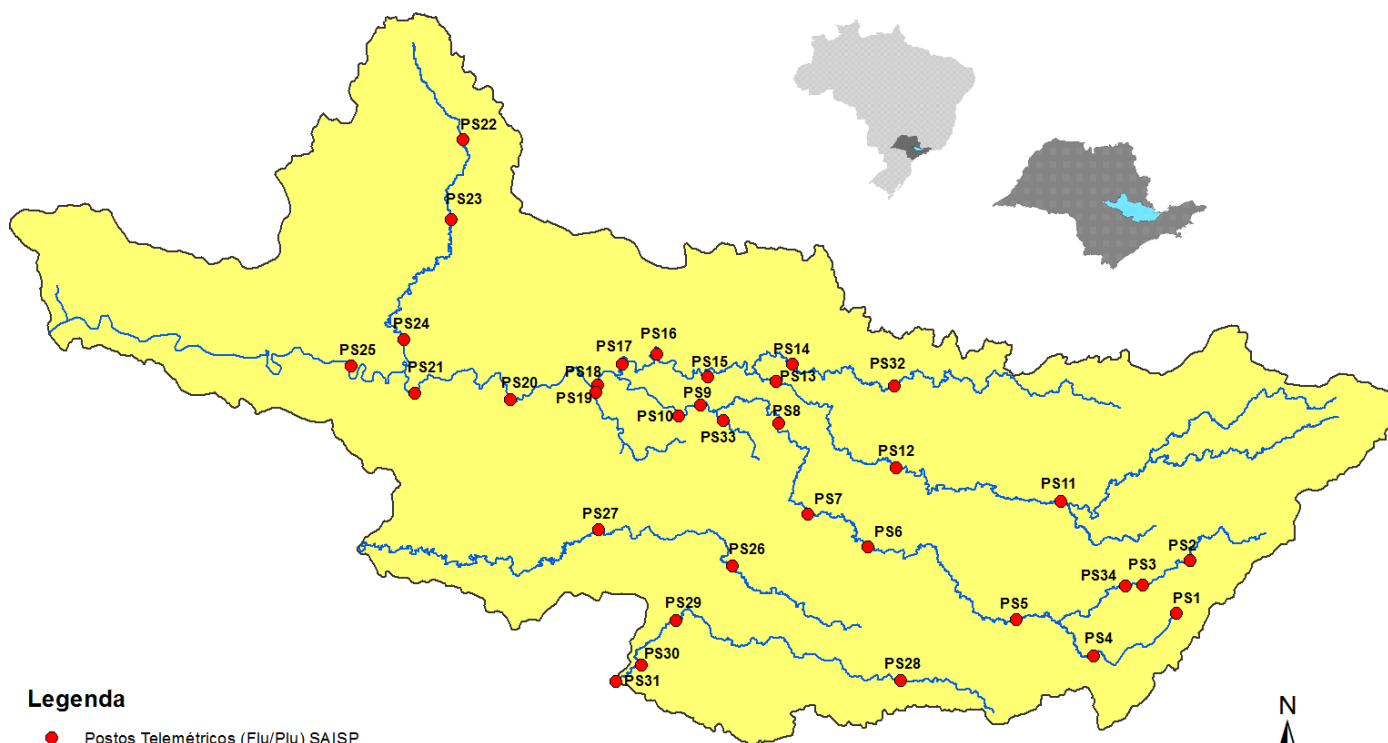 PS22
PS23
PS24
PS25
PS21
PS20
PS17
PS16
PS18
PS19
PS15
PS14
PS13
PS32
PS9
PS10
PS33
PS8
PS12
PS11
PS7
PS6
PS27
PS26
PS2
PS3
PS34
PS1
PS5
PS4
PS29
PS30
PS31
PS28
Legenda
Postos Telemétricos (Flu/Plu) SAISP
N